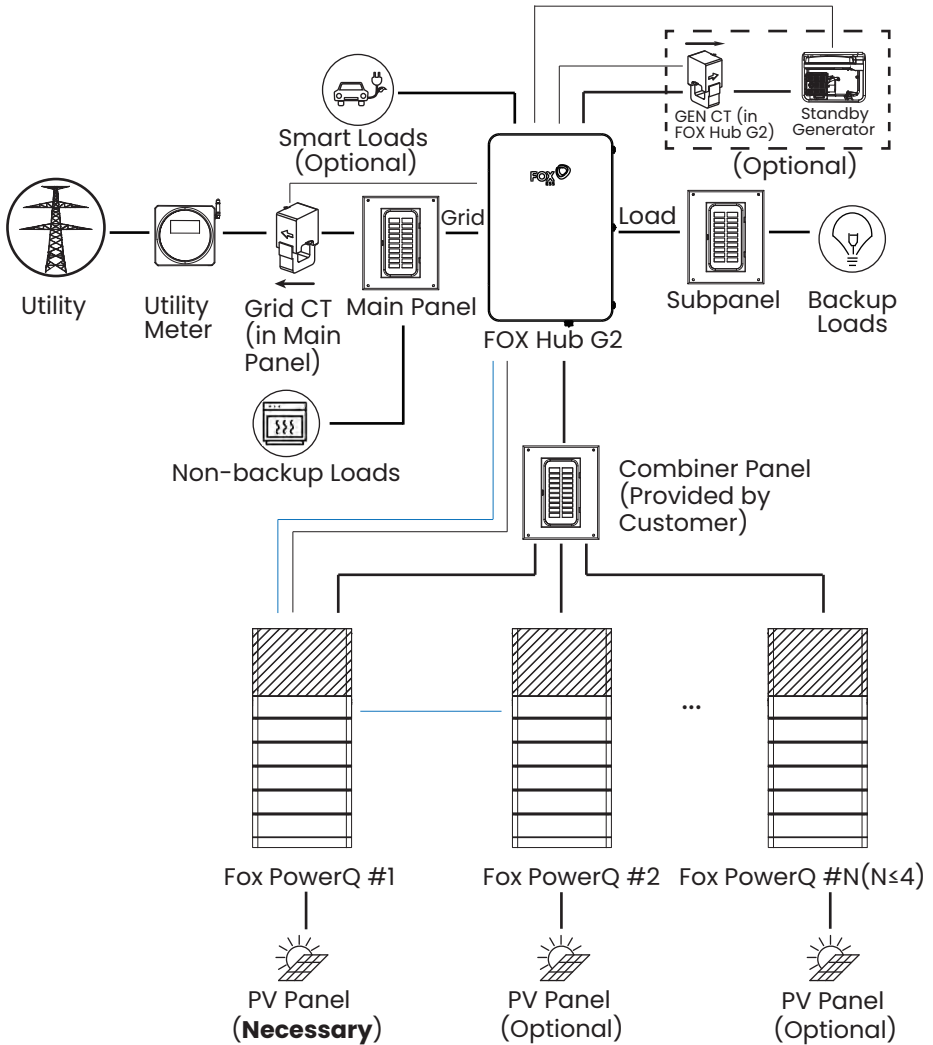 GEN CT (in
FOX Hub G2)
Standby
Generator
(Optional)
Smart Loads
(Optional)
FOX
ESS
Grid
Load
Utility
Utility
Meter
Grid CT
(in Main
Panel)
Main Panel
FOX Hub G2
Subpanel
Backup
Loads
Non-backup Loads
Combiner Panel
(Provided by
Customer)
...
Fox PowerQ #1
Fox PowerQ #2
Fox PowerQ #N(N≤4)
PV Panel
(Necessary)
PV Panel
(Optional)
PV Panel
(Optional)